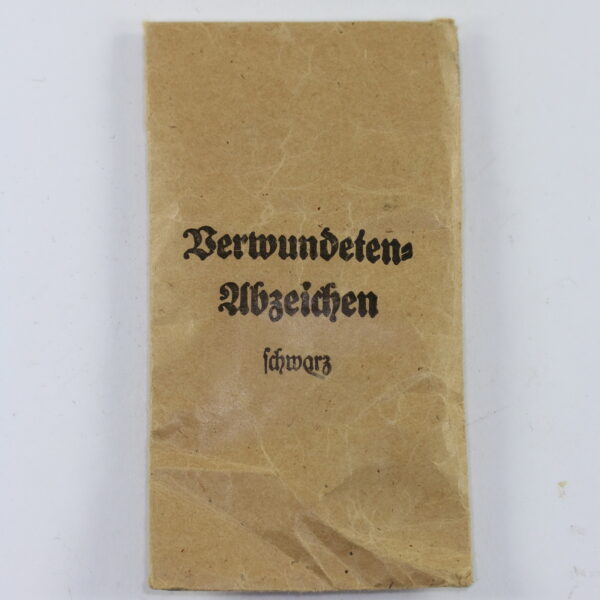 Verwundeten-
Abzeichen
schwarz